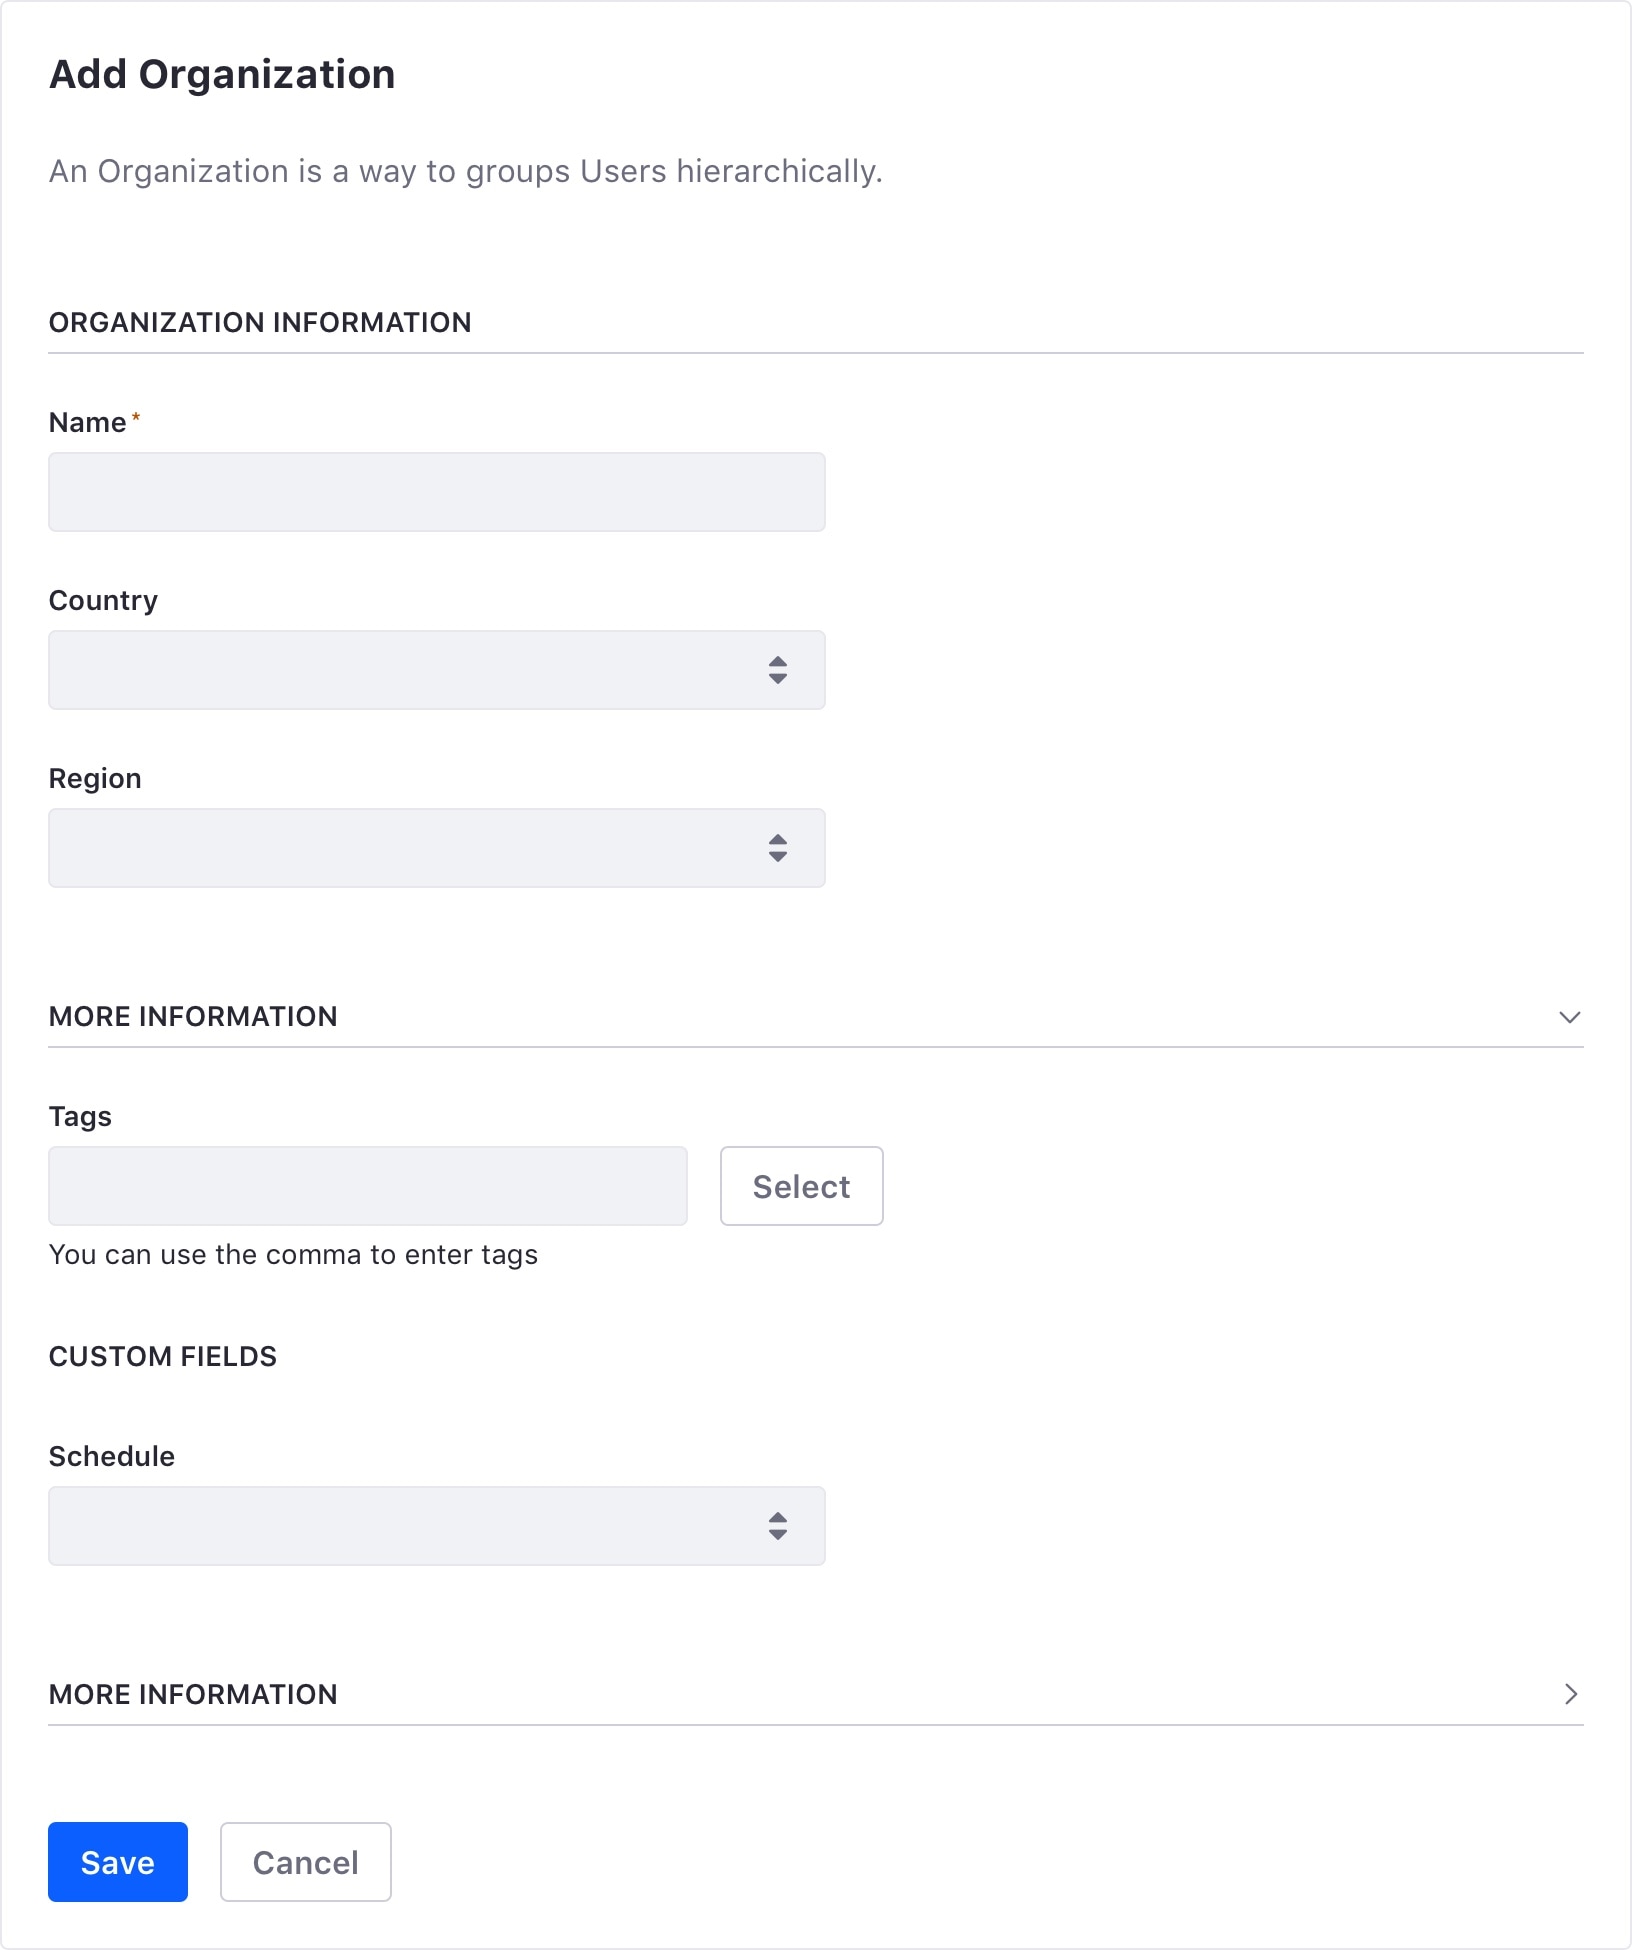 Add Organization
An Organization is a way to groups Users hierarchically.
ORGANIZATION INFORMATION
Name*
Country
Region
MORE INFORMATION
Tags
Select
You can use the comma to enter tags
CUSTOM FIELDS
Schedule
MORE INFORMATION
Save Cancel